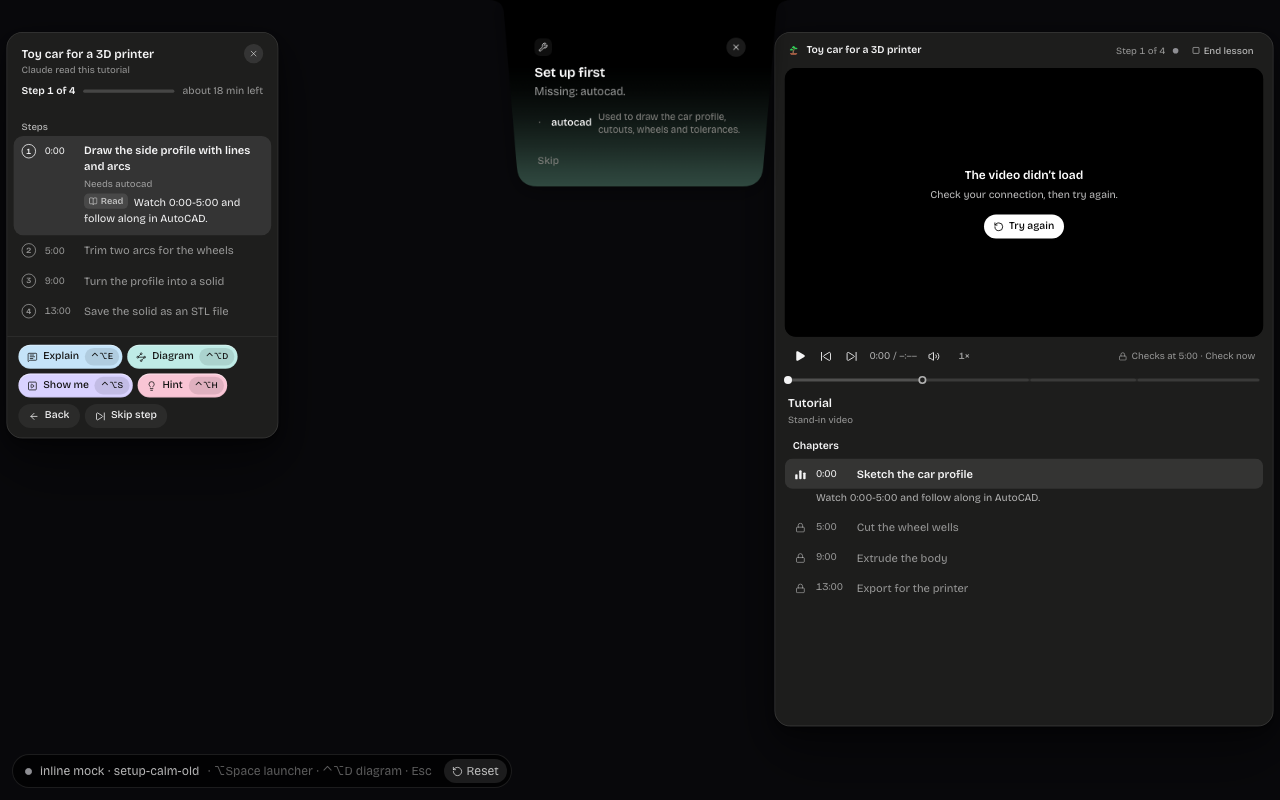 Toy car for a 3D printer
Claude read this tutorial
Step 1 of 4
about 18 min left
Steps
1 0:00 Draw the side profile with lines
and arcs
Needs autocad
Read Watch 0:00-5:00 and
follow along in AutoCAD.
2 5:00 Trim two arcs for the wheels
3 9:00 Turn the profile into a solid
4 13:00 Save the solid as an STL file
Explain ^⌥E
Diagram ^⌥D
Show me ^⌥S
Hint ^⌥H
Back
Skip step
Set up first
Missing: autocad.
· autocad Used to draw the car profile,
cutouts, wheels and tolerances.
Skip
Toy car for a 3D printer
Step 1 of 4
End lesson
The video didn't load
Check your connection, then try again.
Try again
0:00 / –:––
1×
Checks at 5:00 · Check now
Tutorial
Stand-in video
Chapters
0:00 Sketch the car profile
Watch 0:00-5:00 and follow along in AutoCAD.
5:00 Cut the wheel wells
9:00 Extrude the body
13:00 Export for the printer
inline mock · setup-calm-old · ⌥Space launcher · ^⌥D diagram · Esc
Reset